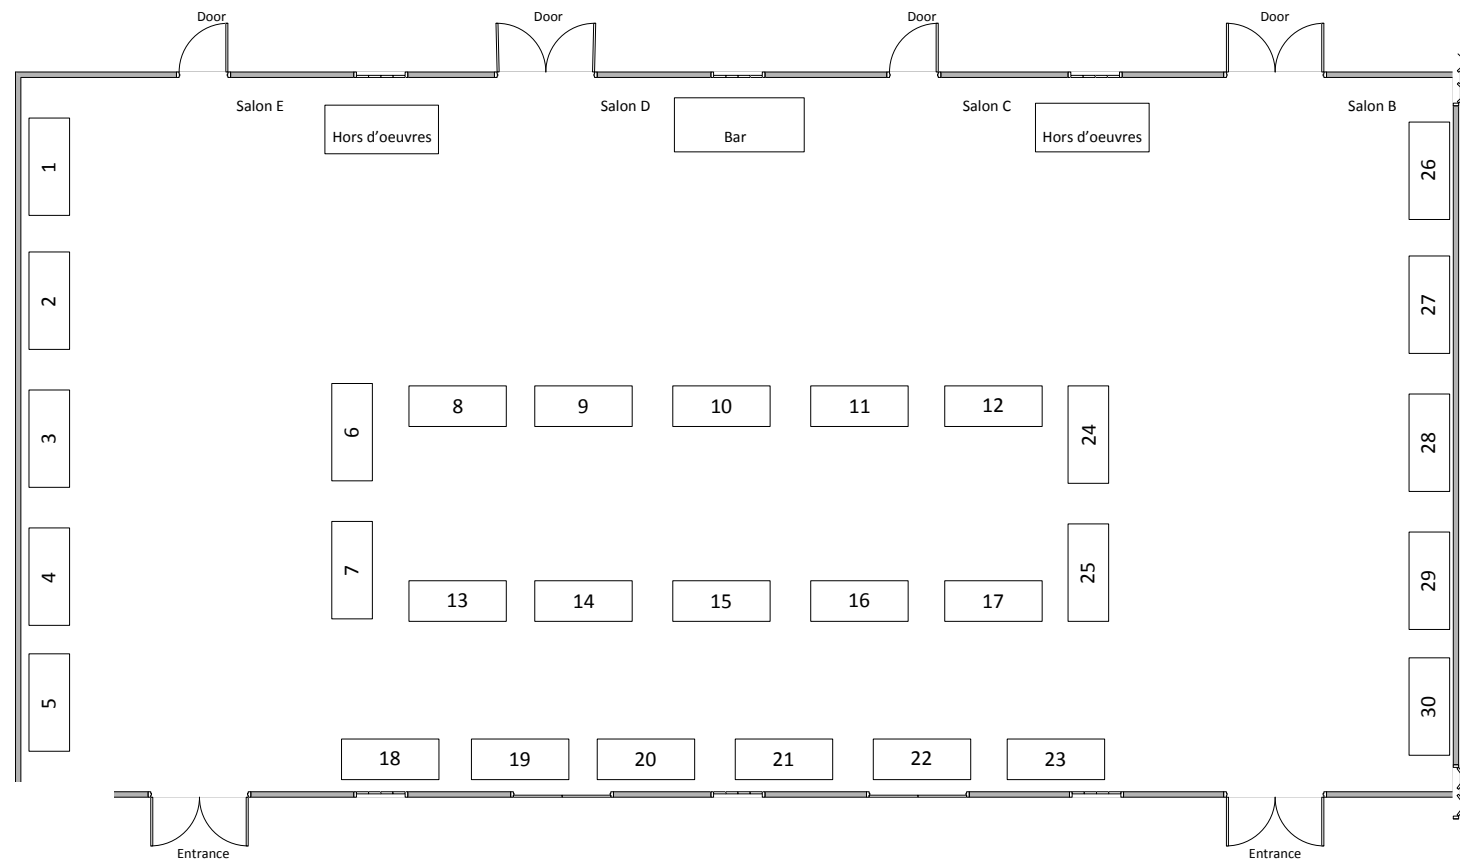 Door
Door
Door
Door
Salon E
Salon D
Salon C
Salon B
Hors d’oeuvres
Bar
Hors d’oeuvres
1
26
2
27
3
6
8
9
10
11
12
24
28
4
7
13
14
15
16
17
25
29
5
30
18
19
20
21
22
23
Entrance
Entrance